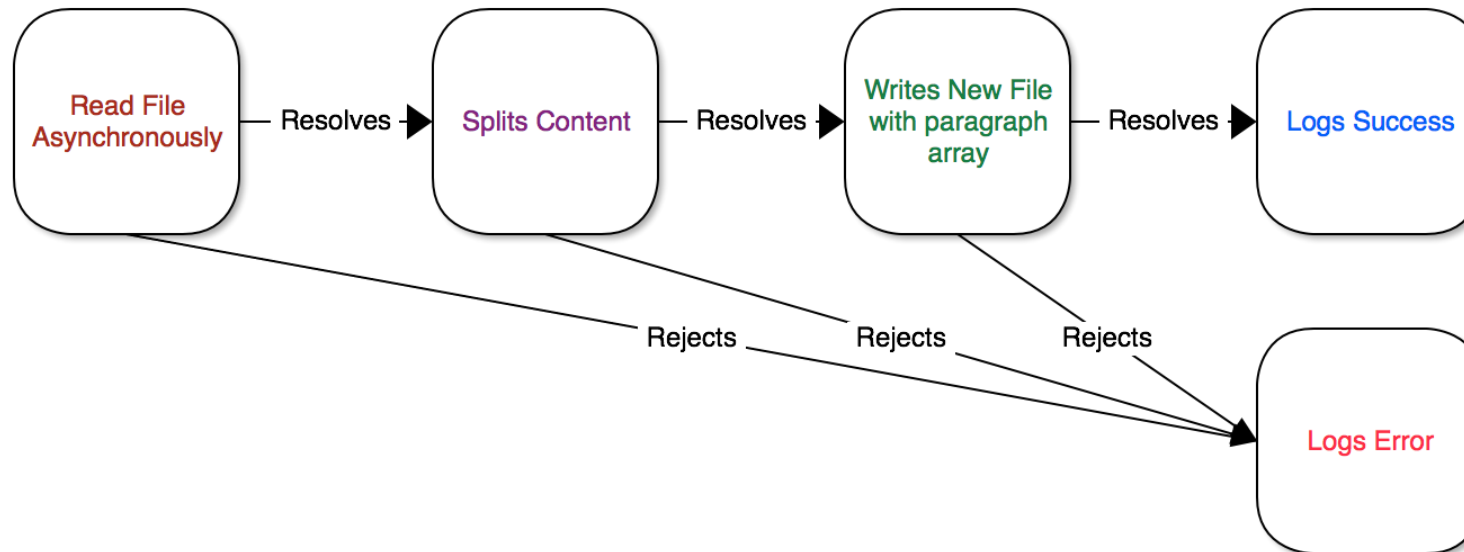 Read File
Asynchronously
Resolves
Splits Content
Resolves
Writes New File
with paragraph
array
Resolves
Logs Success
Rejects
Rejects
Rejects
Logs Error